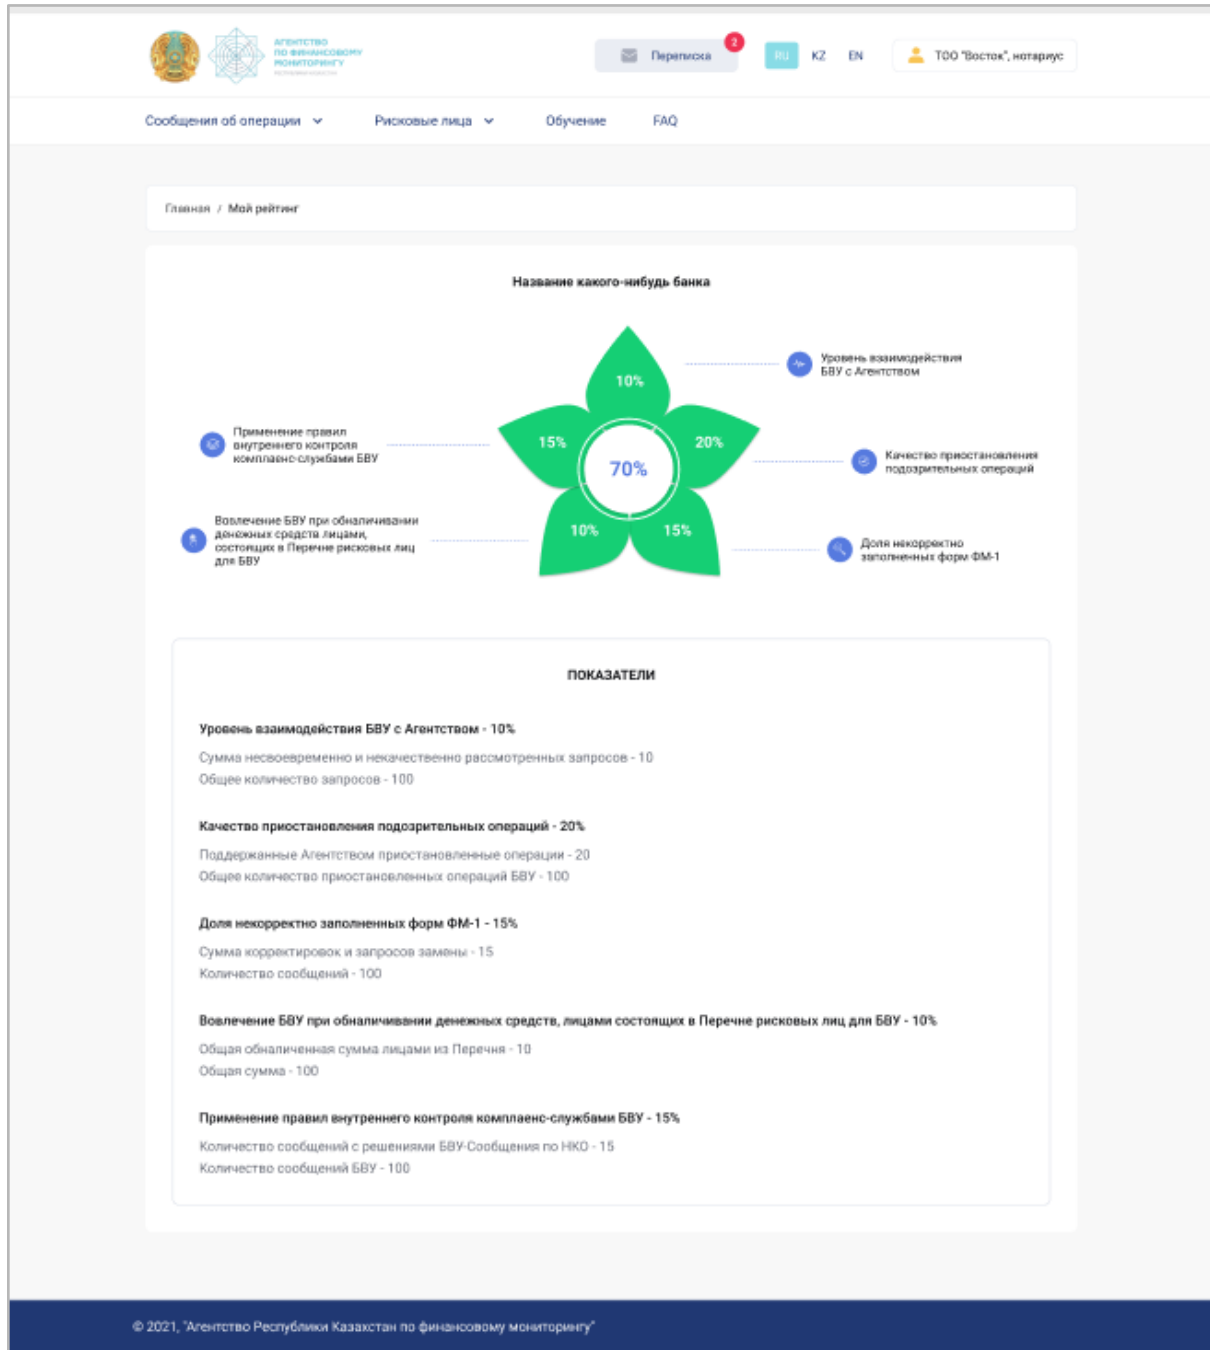 АГЕНТСТВО
ПО ФИНАНСОВОМУ
МОНИТОРИНГУ
РЕСПУБЛИКИ КАЗАХСТАН
Переписка
2
RU
KZ
EN
ТОО "Восток", нотариус
Сообщения об операции
Рисковые лица
Обучение
FAQ
Главная / Мой рейтинг
Название какого-нибудь банка
10%
Уровень взаимодействия
БВУ с Агентством
Применение правил
внутреннего контроля
комплаенс-службами БВУ
15%
20%
70%
Качество приостановления
подозрительных операций
Вовлечение БВУ при обналичивании
денежных средств лицами,
состоящих в Перечне рисковых лиц
для БВУ
10%
15%
Доля некорректно
заполненных форм ФМ-1
ПОКАЗАТЕЛИ
Уровень взаимодействия БВУ с Агентством - 10%
Сумма несвоевременно и некачественно рассмотренных запросов - 10
Общее количество запросов - 100
Качество приостановления подозрительных операций - 20%
Поддержанные Агентством приостановленные операции - 20
Общее количество приостановленных операций БВУ - 100
Доля некорректно заполненных форм ФМ-1 - 15%
Сумма корректировок и запросов замены - 15
Количество сообщений - 100
Вовлечение БВУ при обналичивании денежных средств, лицами состоящих в Перечне рисковых лиц для БВУ - 10%
Общая обналиченная сумма лицами из Перечня - 10
Общая сумма - 100
Применение правил внутреннего контроля комплаенс-службами БВУ - 15%
Количество сообщений с решениями БВУ-Сообщения по НКО - 15
Количество сообщений БВУ - 100
© 2021, "Агентство Республики Казахстан по финансовому мониторингу"